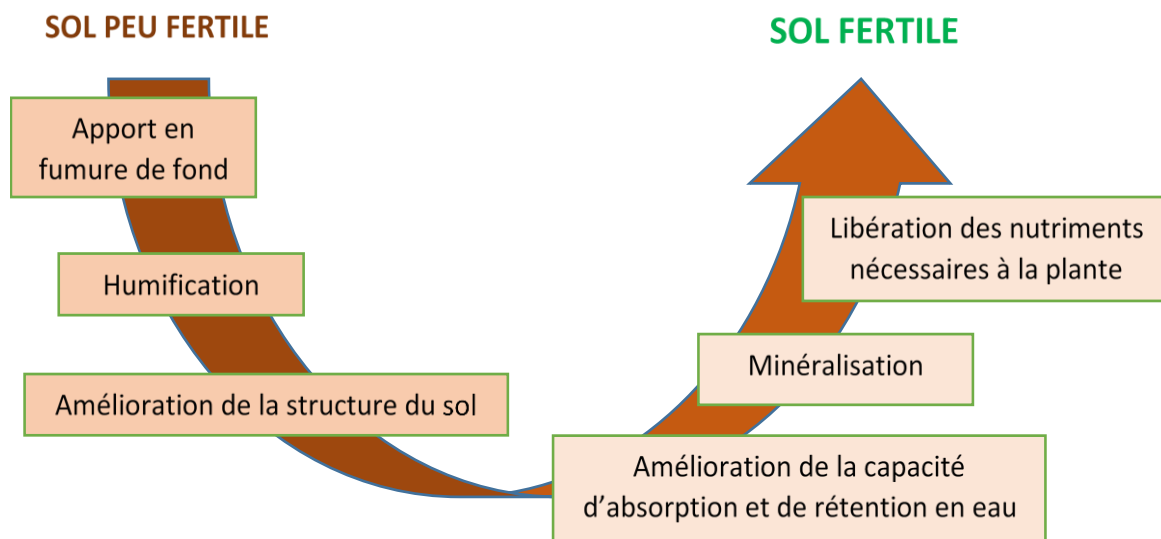 SOL PEU FERTILE
SOL FERTILE
Apport en
fumure de fond
Humification
Amélioration de la structure du sol
Amélioration de la capacité
d’absorption et de rétention en eau
Minéralisation
Libération des nutriments
nécessaires à la plante